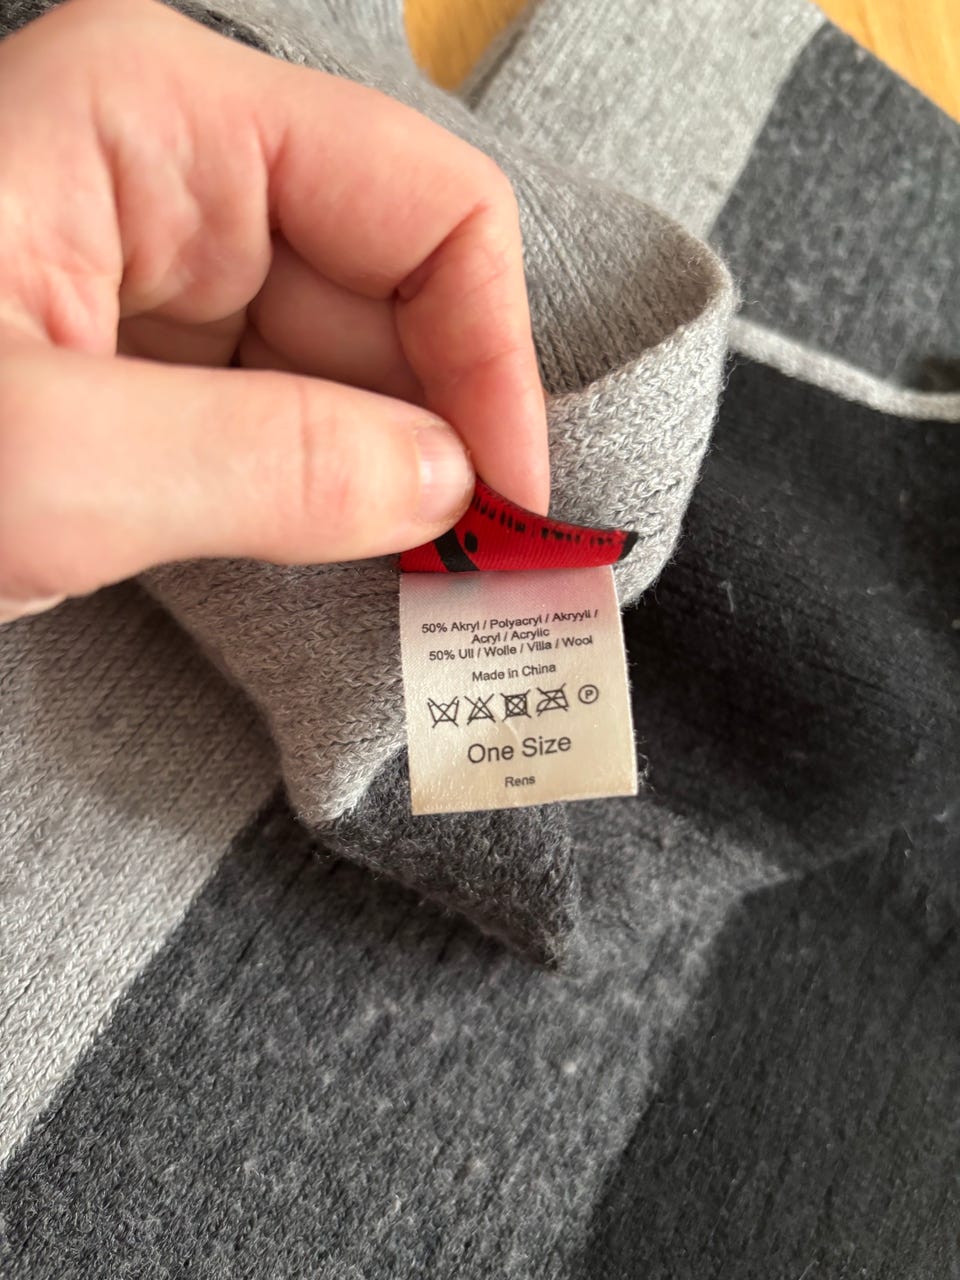 50% Akryl / Polyacryl / Akryyli /
Acryl / Acrylic
50% Ull / Wolle / Villa / Wool
Made in China
P
One Size
Rens